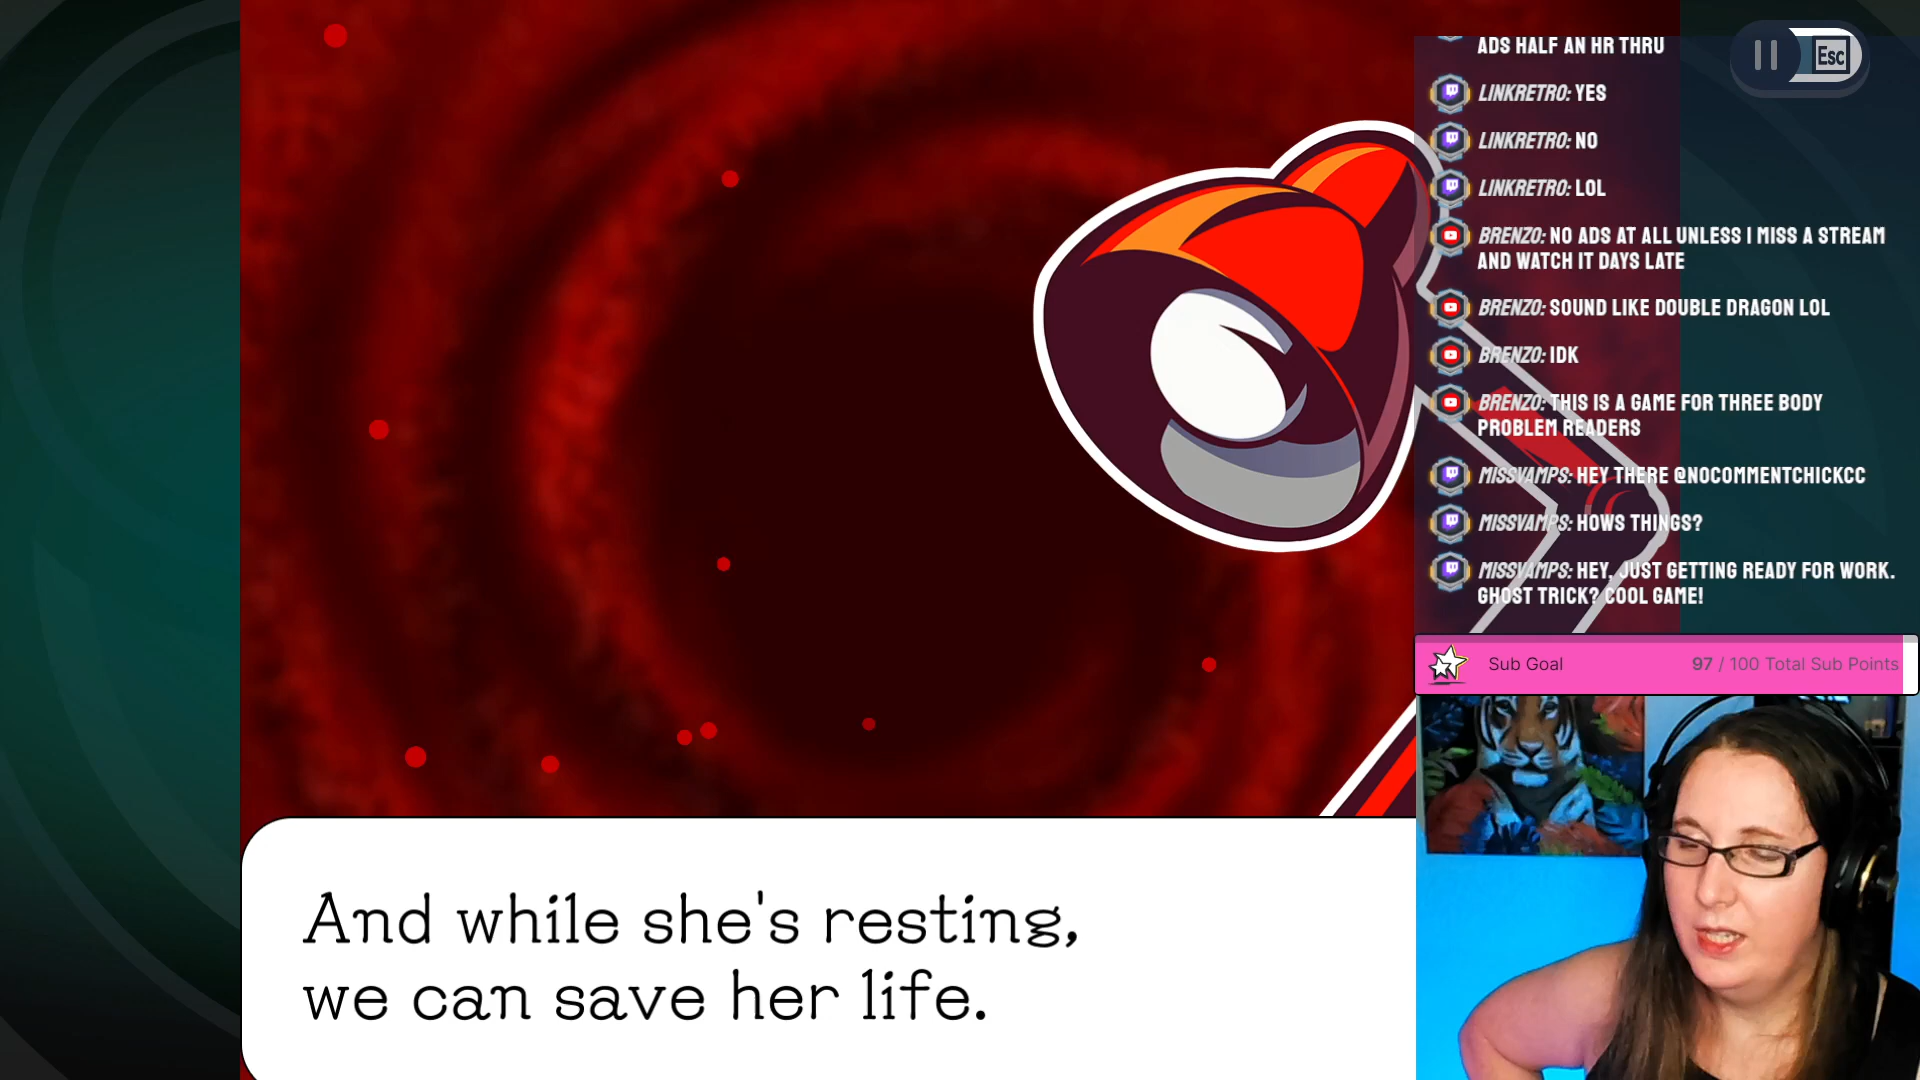 ADS HALF AN HR THRU
Esc
LINKRETRO: YES
LINKRETRO: NO
LINKRETRO: LOL
BRENZO: NO ADS AT ALL UNLESS I MISS A STREAM
AND WATCH IT DAYS LATE
BRENZO: SOUND LIKE DOUBLE DRAGON LOL
BRENZO: IDK
BRENZO: THIS IS A GAME FOR THREE BODY
PROBLEM READERS
MISSVAMPS: HEY THERE @NOCOMMENTCHICKCC
MISSVAMPS: HOWS THINGS?
MISSVAMPS: HEY, JUST GETTING READY FOR WORK.
GHOST TRICK? COOL GAME!
Sub Goal 97 / 100 Total Sub Points
And while she's resting,
we can save her life.